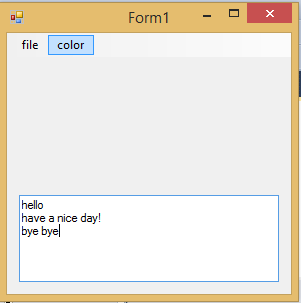 Form1
file color
hello
have a nice day!
bye bye